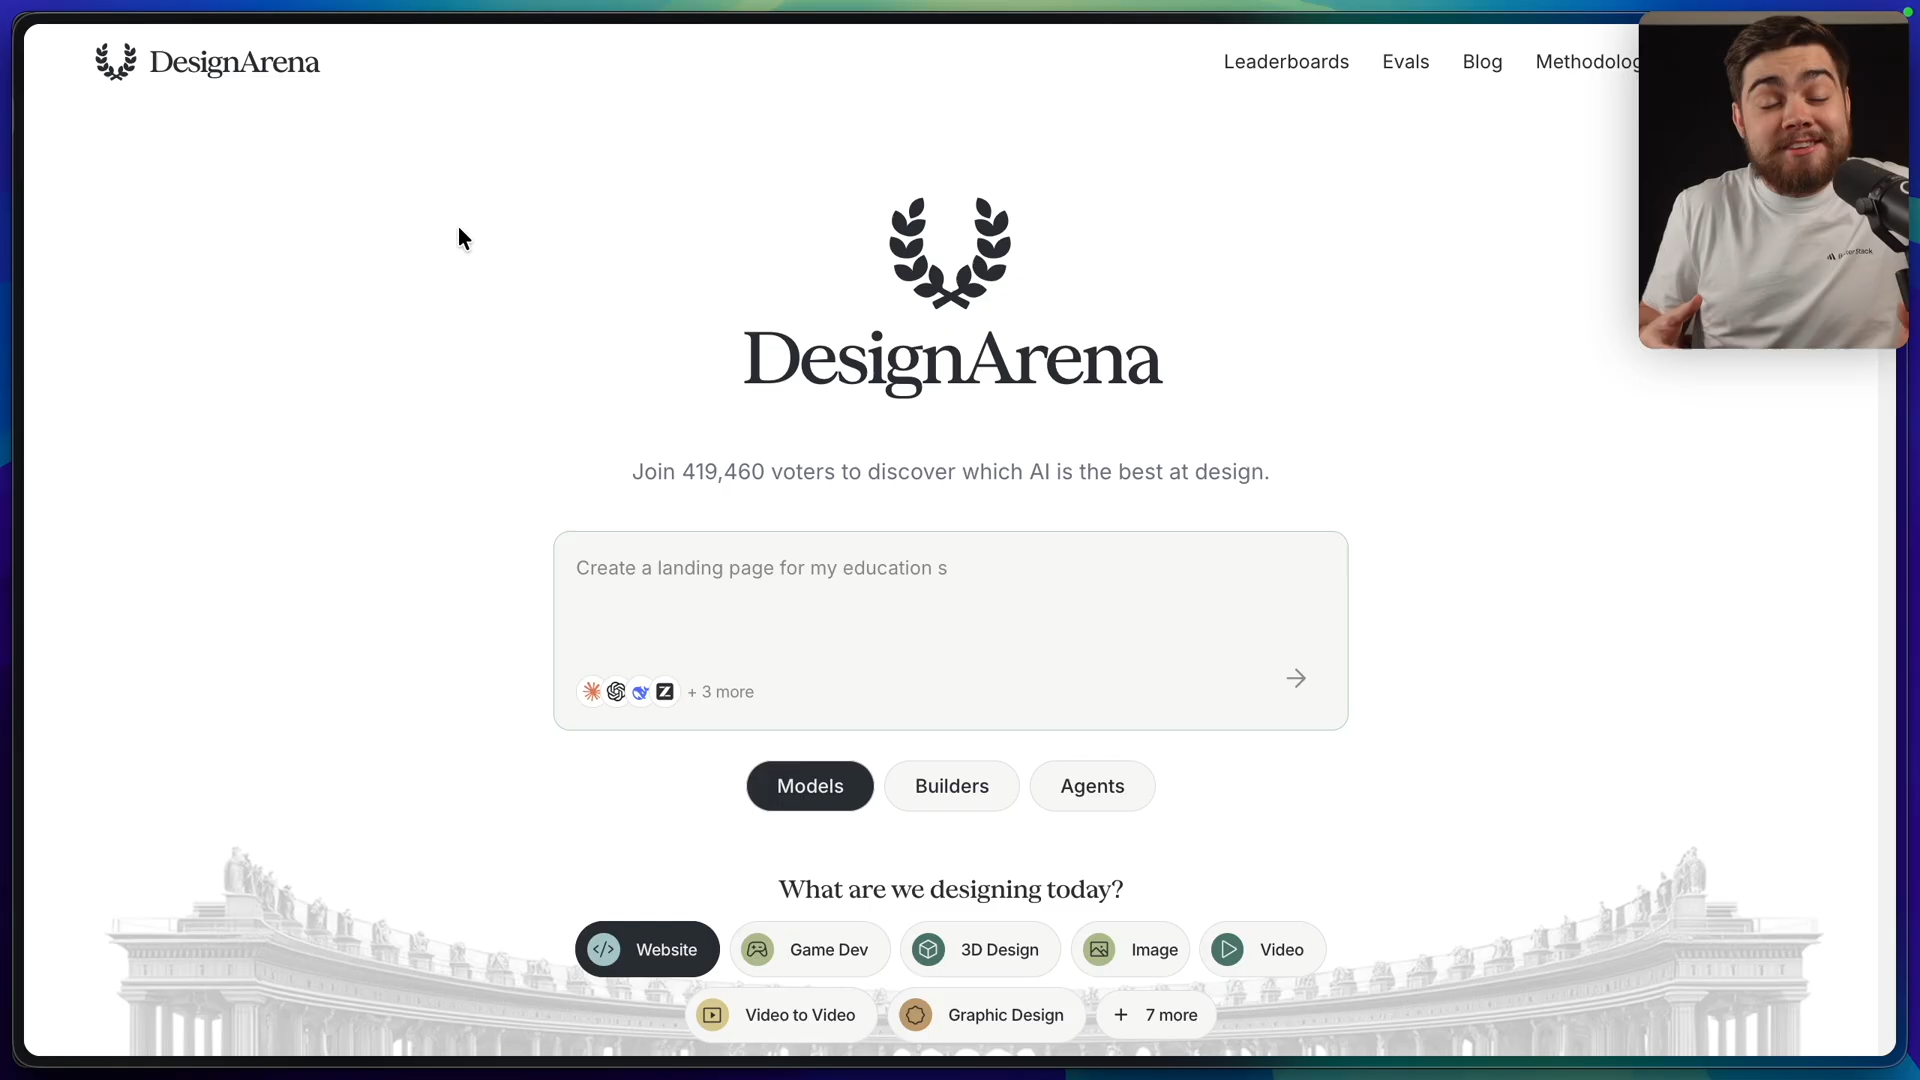 DesignArena
Leaderboards Evals Blog Methodolog
DesignArena
Join 419,460 voters to discover which AI is the best at design.
Create a landing page for my education s
+ 3 more
Models Builders Agents
What are we designing today?
Website Game Dev 3D Design Image Video
Video to Video Graphic Design + 7 more